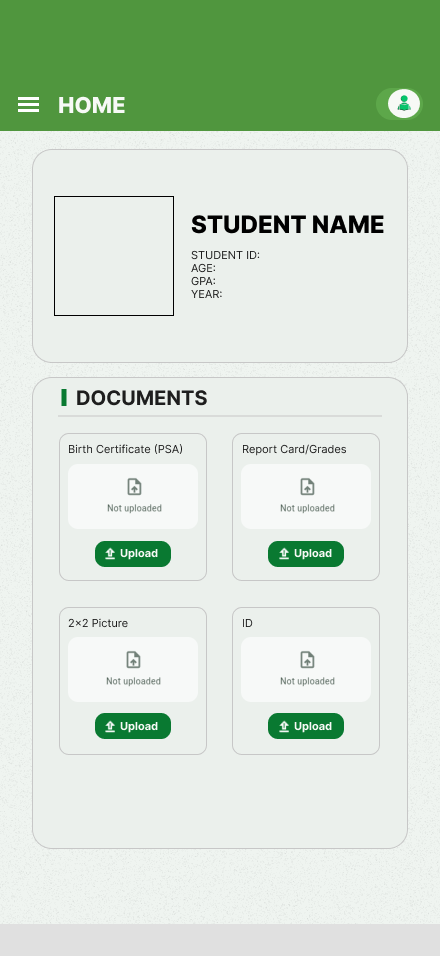 HOME
STUDENT NAME
STUDENT ID:
AGE:
GPA:
YEAR:
DOCUMENTS
Birth Certificate (PSA)
Not uploaded
Upload
Report Card/Grades
Not uploaded
Upload
2×2 Picture
Not uploaded
Upload
ID
Not uploaded
Upload